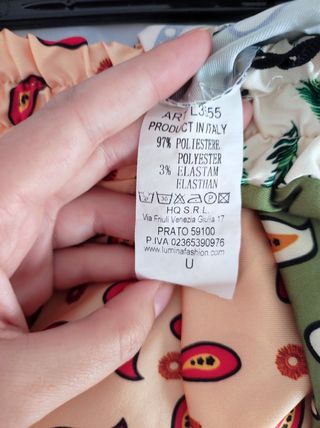 ART L3655
PRODUCT IN ITALY
97% POLIESTERE
POLYESTER
3% ELASTAM
ELASTHAN
HQ S.R.L.
Via Friuli Venezia Giulia 17
PRATO 59100
P.IVA 02365390976
www.luminafashion.com
U